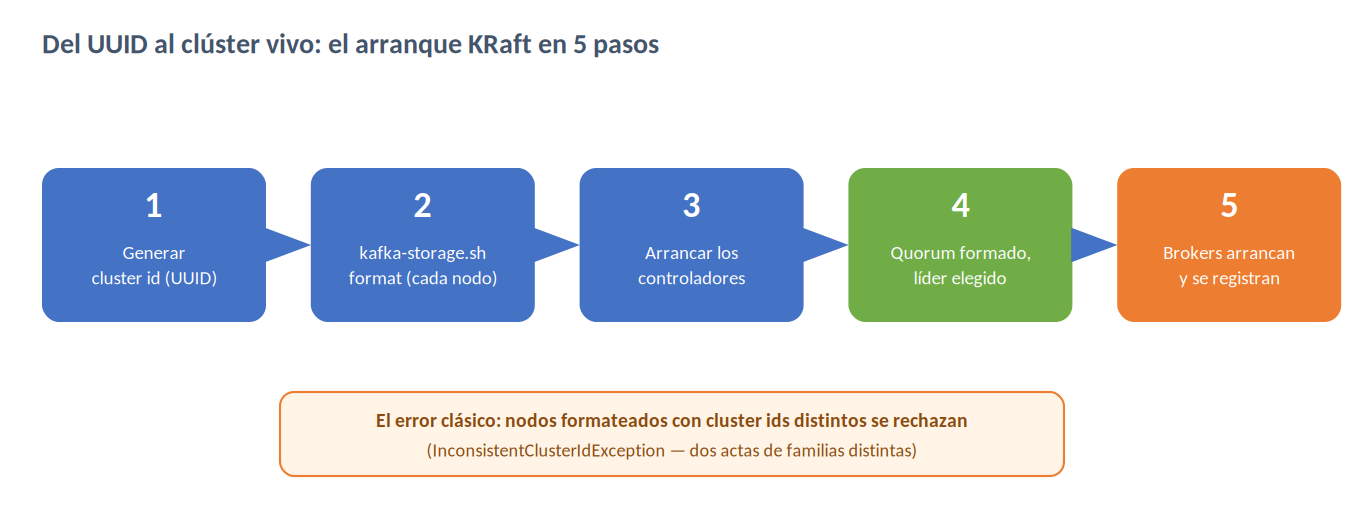 Del UUID al clúster vivo: el arranque KRaft en 5 pasos
1
Generar
cluster id (UUID)
2
kafka-storage.sh
format (cada nodo)
3
Arrancar los
controladores
4
Quorum formado,
líder elegido
5
Brokers arrancan
y se registran
El error clásico: nodos formateados con cluster ids distintos se rechazan
(InconsistentClusterIdException — dos actas de familias distintas)